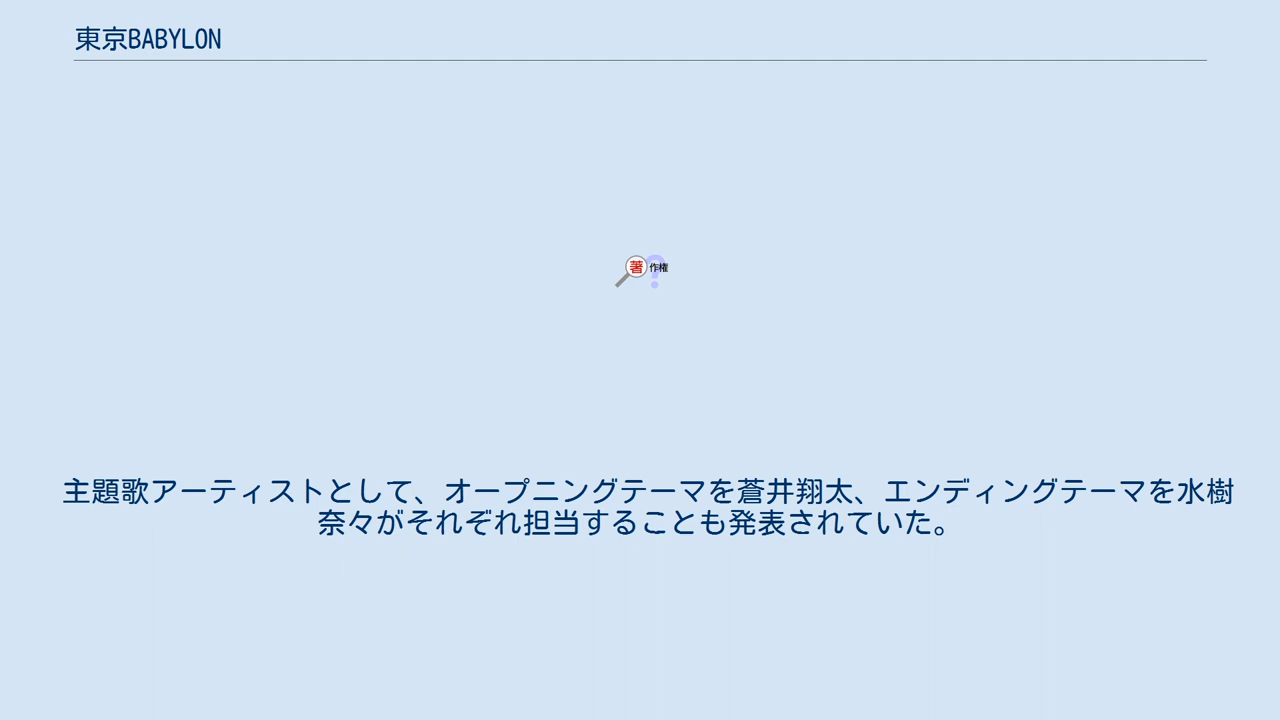 東京BABYLON
著作権
主題歌アーティストとして、オープニングテーマを蒼井翔太、エンディングテーマを水樹
奈々がそれぞれ担当することも発表されていた。